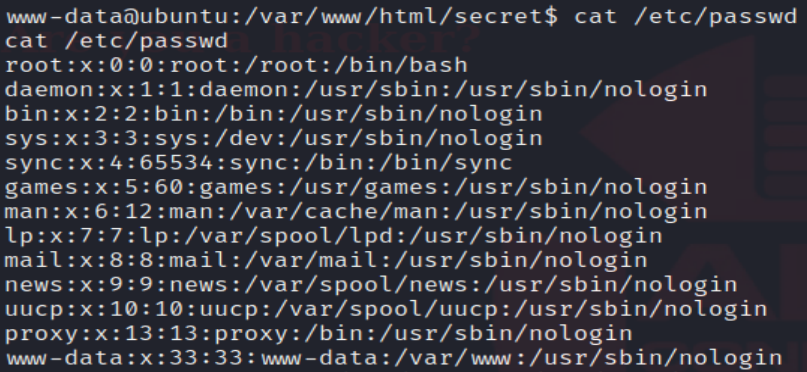 www-data@ubuntu:/var/www/html/secret$ cat /etc/passwd
cat /etc/passwd
root:x:0:0:root:/root:/bin/bash
daemon:x:1:1:daemon:/usr/sbin:/usr/sbin/nologin
bin:x:2:2:bin:/bin:/usr/sbin/nologin
sys:x:3:3:sys:/dev:/usr/sbin/nologin
sync:x:4:65534:sync:/bin:/bin/sync
games:x:5:60:games:/usr/games:/usr/sbin/nologin
man:x:6:12:man:/var/cache/man:/usr/sbin/nologin
lp:x:7:7:lp:/var/spool/lpd:/usr/sbin/nologin
mail:x:8:8:mail:/var/mail:/usr/sbin/nologin
news:x:9:9:news:/var/spool/news:/usr/sbin/nologin
uucp:x:10:10:uucp:/var/spool/uucp:/usr/sbin/nologin
proxy:x:13:13:proxy:/bin:/usr/sbin/nologin
www-data:x:33:33:www-data:/var/www:/usr/sbin/nologin
a hacker?